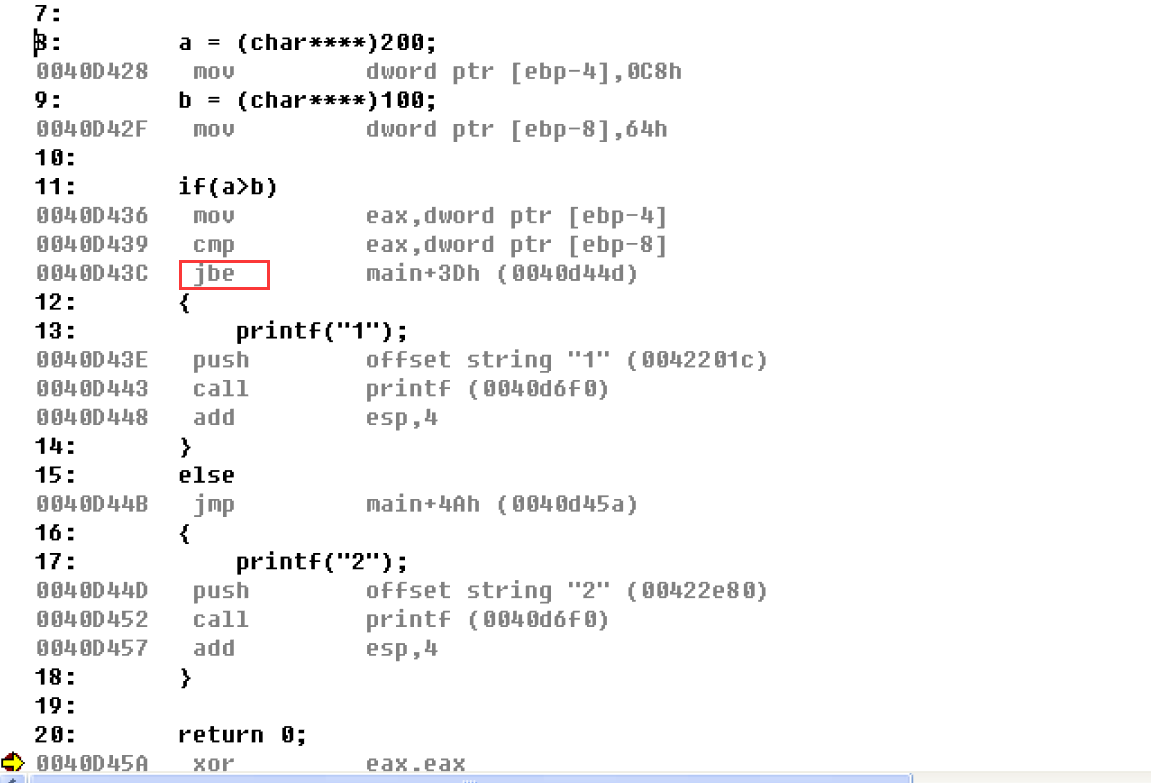 7:
8: a = (char****)200;
0040D428 mov dword ptr [ebp-4],0C8h
9: b = (char****)100;
0040D42F mov dword ptr [ebp-8],64h
10:
11: if(a>b)
0040D436 mov eax,dword ptr [ebp-4]
0040D439 cmp eax,dword ptr [ebp-8]
0040D43C jbe main+3Dh (0040d44d)
12: {
13: printf("1");
0040D43E push offset string "1" (0042201c)
0040D443 call printf (0040d6f0)
0040D448 add esp,4
14: }
15: else
0040D44B jmp main+4Ah (0040d45a)
16: {
17: printf("2");
0040D44D push offset string "2" (00422e80)
0040D452 call printf (0040d6f0)
0040D457 add esp,4
18: }
19:
20: return 0;
0040D45A xor eax,eax